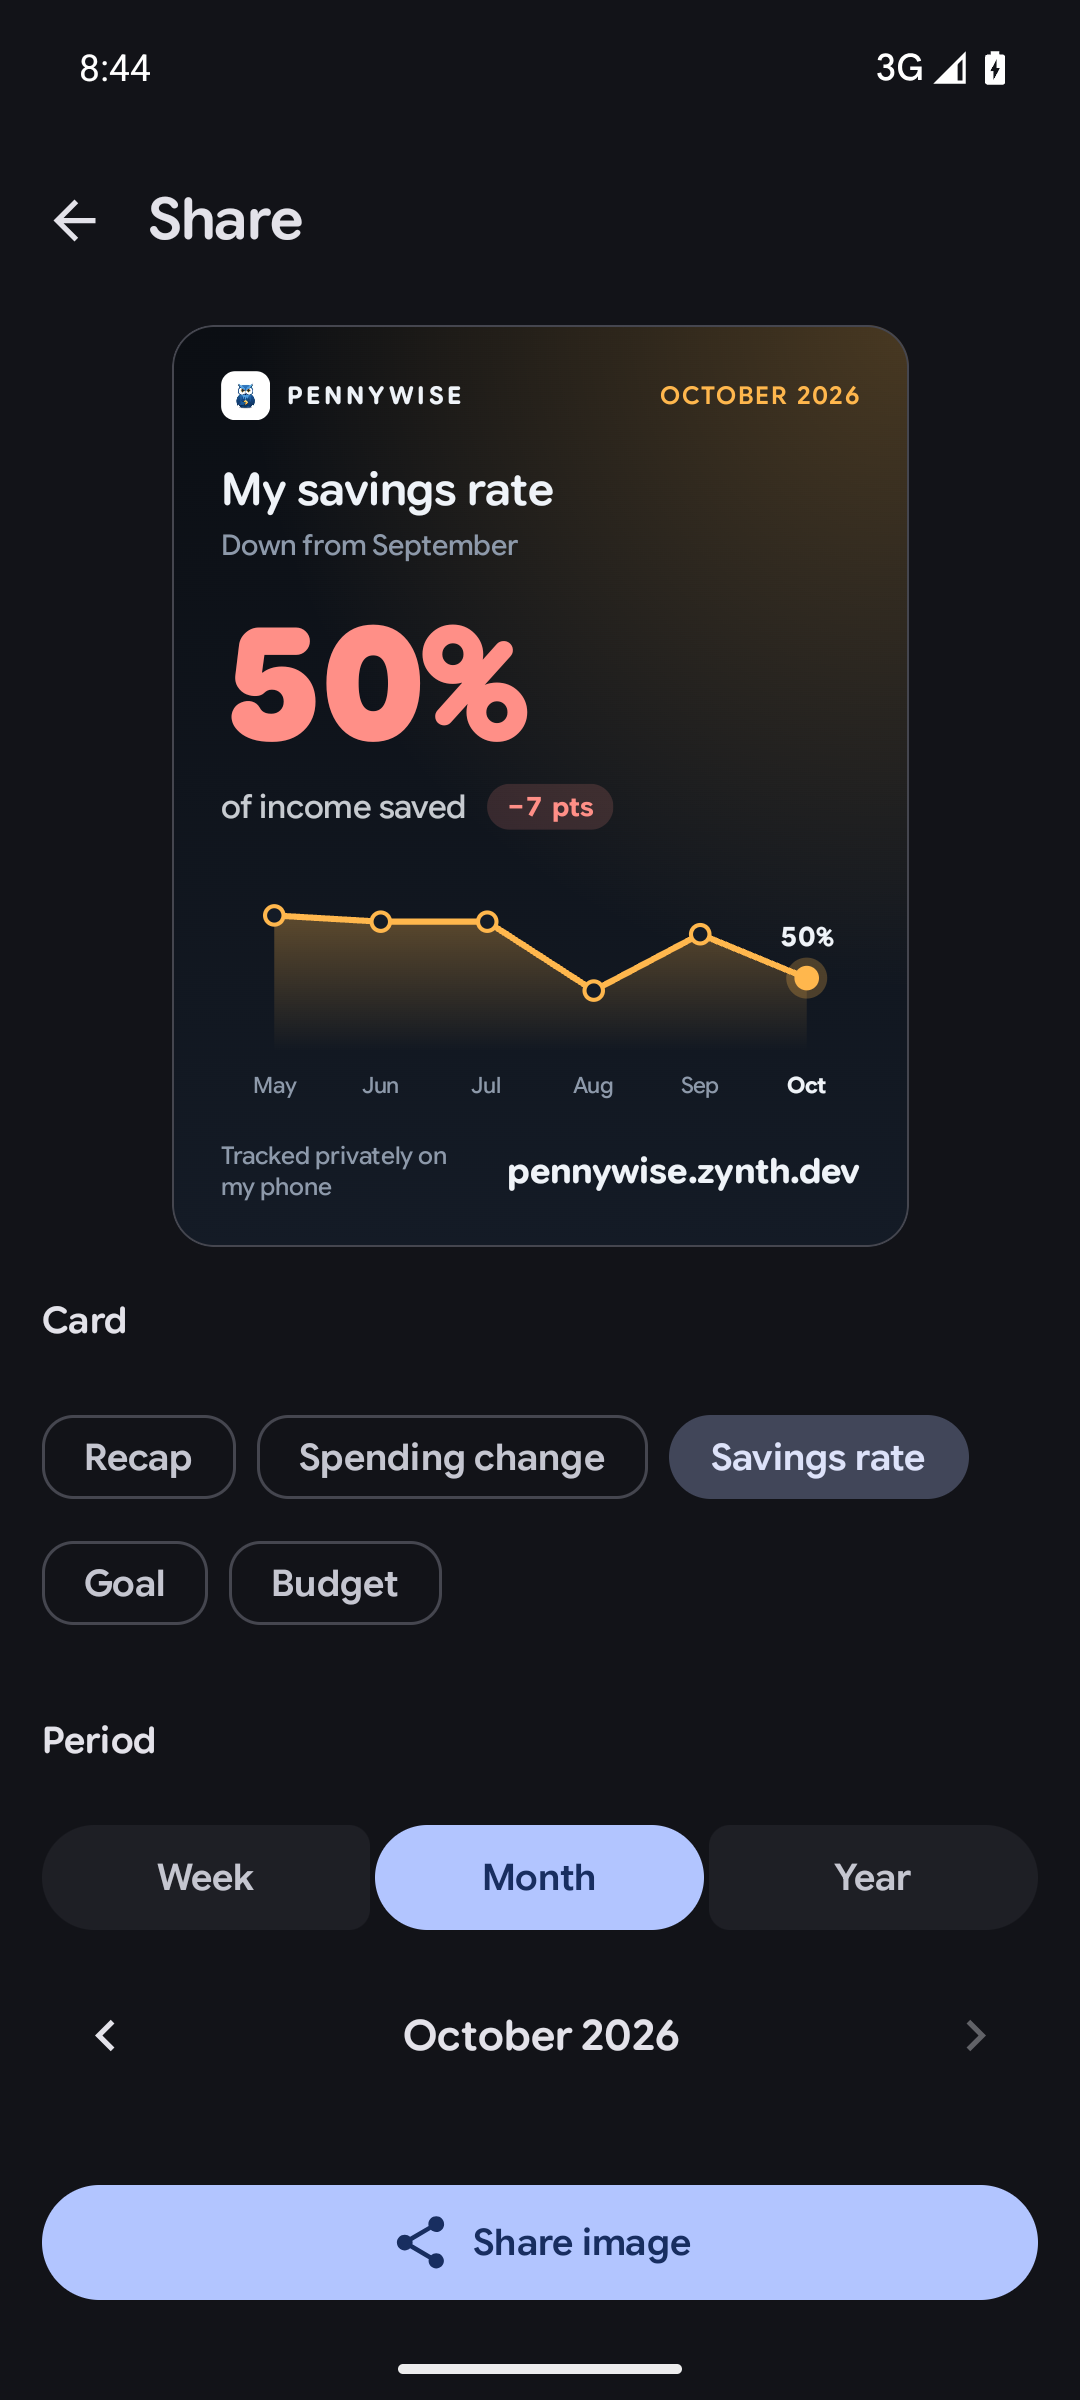 8:44
3G
Share
PENNYWISE
OCTOBER 2026
My savings rate
Down from September
50%
of income saved
−7 pts
50%
May
Jun
Jul
Aug
Sep
Oct
Tracked privately on
my phone
pennywise.zynth.dev
Card
Recap
Spending change
Savings rate
Goal
Budget
Period
Week
Month
Year
October 2026
Share image